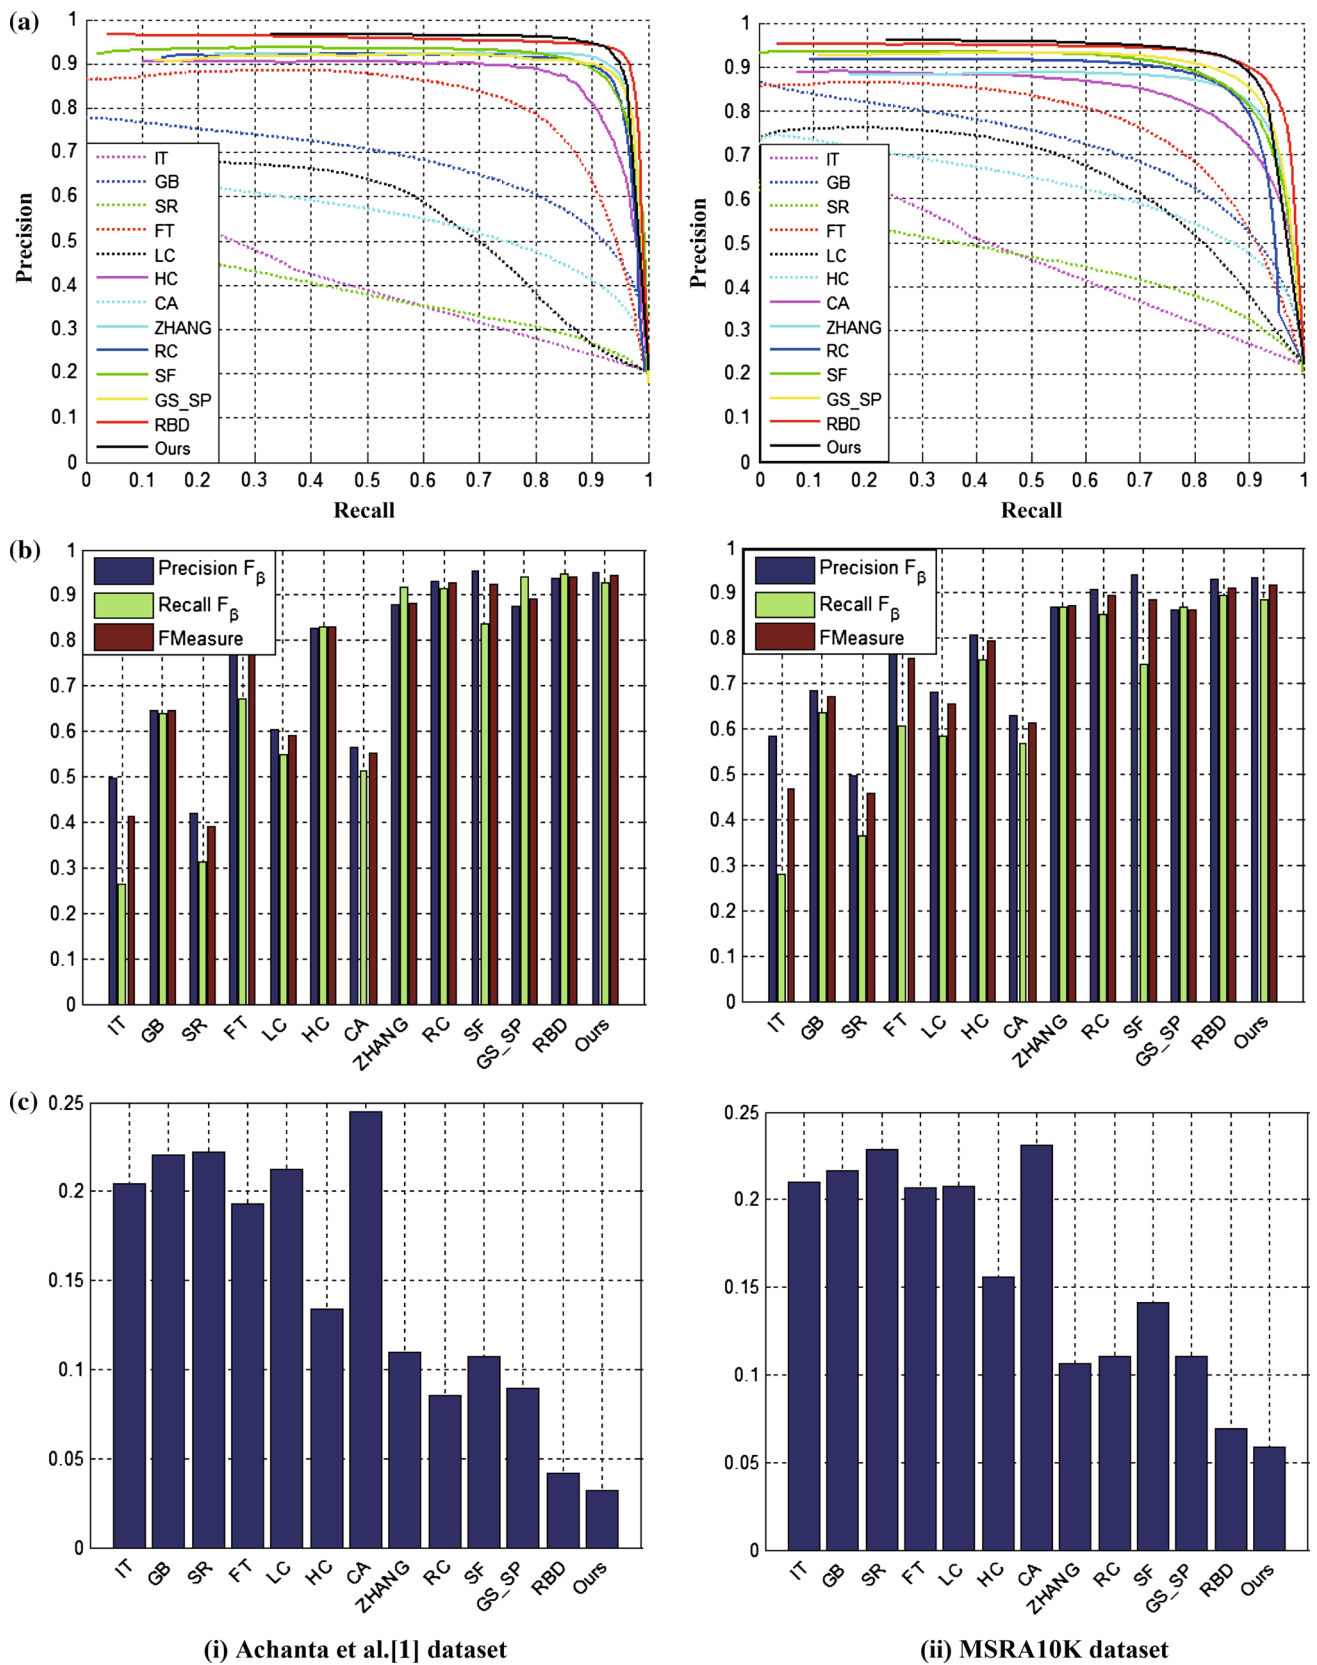 (a)
1
0.9
0.8
0.7
0.6
0.5
0.4
0.3
0.2
0.1
0
Precision
IT
GB
SR
FT
LC
HC
CA
ZHANG
RC
SF
GS_SP
RBD
Ours
0 0.1 0.2 0.3 0.4 0.5 0.6 0.7 0.8 0.9 1
Recall
1
0.9
0.8
0.7
0.6
0.5
0.4
0.3
0.2
0.1
0
Precision
IT
GB
SR
FT
LC
HC
CA
ZHANG
RC
SF
GS_SP
RBD
Ours
0 0.1 0.2 0.3 0.4 0.5 0.6 0.7 0.8 0.9 1
Recall
(b)
1
0.9
0.8
0.7
0.6
0.5
0.4
0.3
0.2
0.1
0
Precision Fβ
Recall Fβ
FMeasure
IT GB SR FT LC HC CA ZHANG RC SF GS_SP RBD Ours
1
0.9
0.8
0.7
0.6
0.5
0.4
0.3
0.2
0.1
0
Precision Fβ
Recall Fβ
FMeasure
IT GB SR FT LC HC CA ZHANG RC SF GS_SP RBD Ours
(c)
0.25
0.2
0.15
0.1
0.05
0
IT GB SR FT LC HC CA ZHANG RC SF GS_SP RBD Ours
0.25
0.2
0.15
0.1
0.05
0
IT GB SR FT LC HC CA ZHANG RC SF GS_SP RBD Ours
(i) Achanta et al.[1] dataset
(ii) MSRA10K dataset